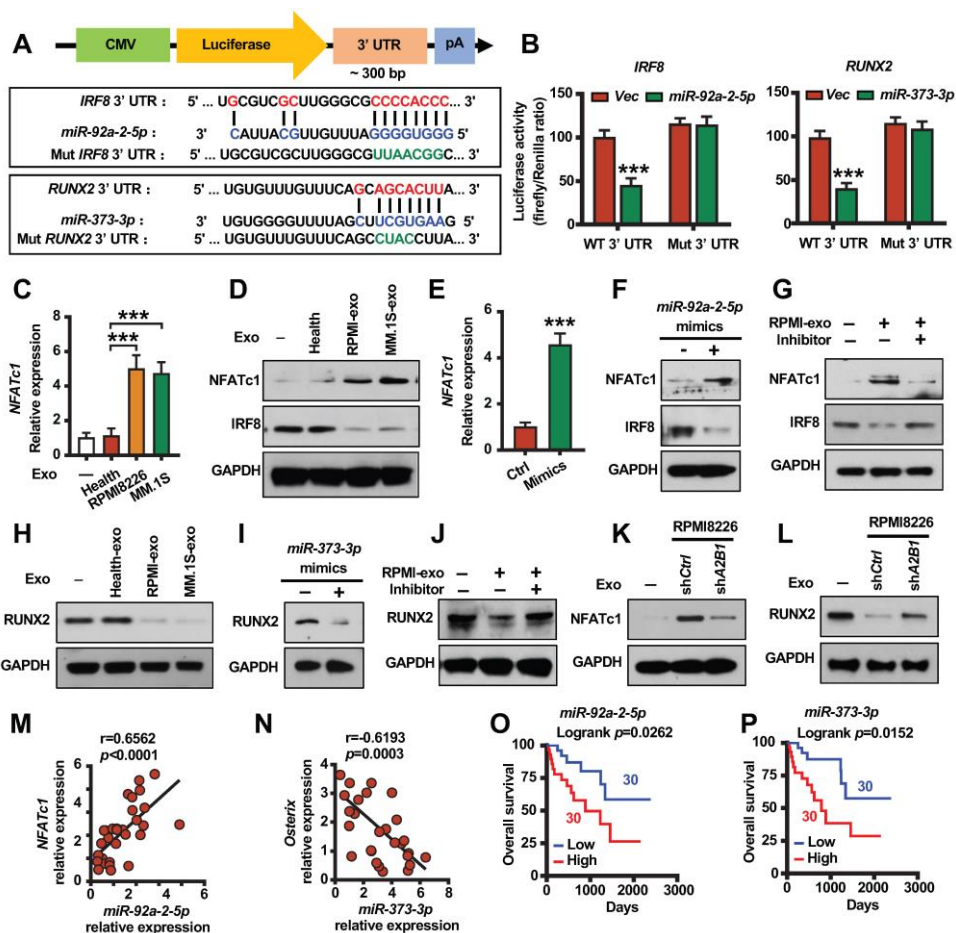 A
CMV
Luciferase
3' UTR
pA
~ 300 bp
IRF8 3' UTR : 5' ... UGCGUCGCUUGGGCGCCCCACCC... 3'
miR-92a-2-5p : 3' CAUUACGUUGUUUAGGGGUGGG 5'
Mut IRF8 3' UTR : 5' ... UGCGUCGCUUGGGCGUUAACGGC... 3'
RUNX2 3' UTR : 5' ... UGUGUUUGUUUCAGCAGCACUUA... 3'
miR-373-3p : 3' UGUGGGGUUUUAGCUUCGUGAAG 5'
Mut RUNX2 3' UTR : 5' ... UGUGUUUGUUUCAGCCUACCUUA... 3'
B
IRF8
Vec miR-92a-2-5p
Luciferase activity
(firefly/Renilla ratio)
150
100
50
0
***
WT 3' UTR Mut 3' UTR
RUNX2
Vec miR-373-3p
150
100
50
0
***
WT 3' UTR Mut 3' UTR
C
NFATc1
Relative expression
8
6
4
2
0
***
***
Exo — Health RPMI8226 MM.1S
D
Exo – Health RPMI-exo MM.1S-exo
NFATc1
IRF8
GAPDH
E
NFATc1
Relative expression
6
4
2
0
***
Ctrl Mimics
F
miR-92a-2-5p
mimics
- +
NFATc1
IRF8
GAPDH
G
RPMI-exo – + +
Inhibitor +
NFATc1
IRF8
GAPDH
H
Exo – Health-exo RPMI-exo MM.1S-exo
RUNX2
GAPDH
I
miR-373-3p
mimics
– +
RUNX2
GAPDH
J
RPMI-exo – + +
Inhibitor +
RUNX2
GAPDH
K
RPMI8226
Exo – shCtrl shA2B1
NFATc1
GAPDH
L
RPMI8226
Exo – shCtrl shA2B1
RUNX2
GAPDH
M
r=0.6562
p<0.0001
NFATc1
relative expression
6
4
2
0
0 2 4 6
miR-92a-2-5p
relative expression
N
r=-0.6193
p=0.0003
Osterix
relative expression
4
3
2
1
0
0 2 4 6 8
miR-373-3p
relative expression
O
miR-92a-2-5p
Logrank p=0.0262
Overall survival
100
75
50
25
0
30
30
Low
High
0 1000 2000 3000
Days
P
miR-373-3p
Logrank p=0.0152
Overall survival
100
75
50
25
0
30
30
Low
High
0 1000 2000 3000
Days